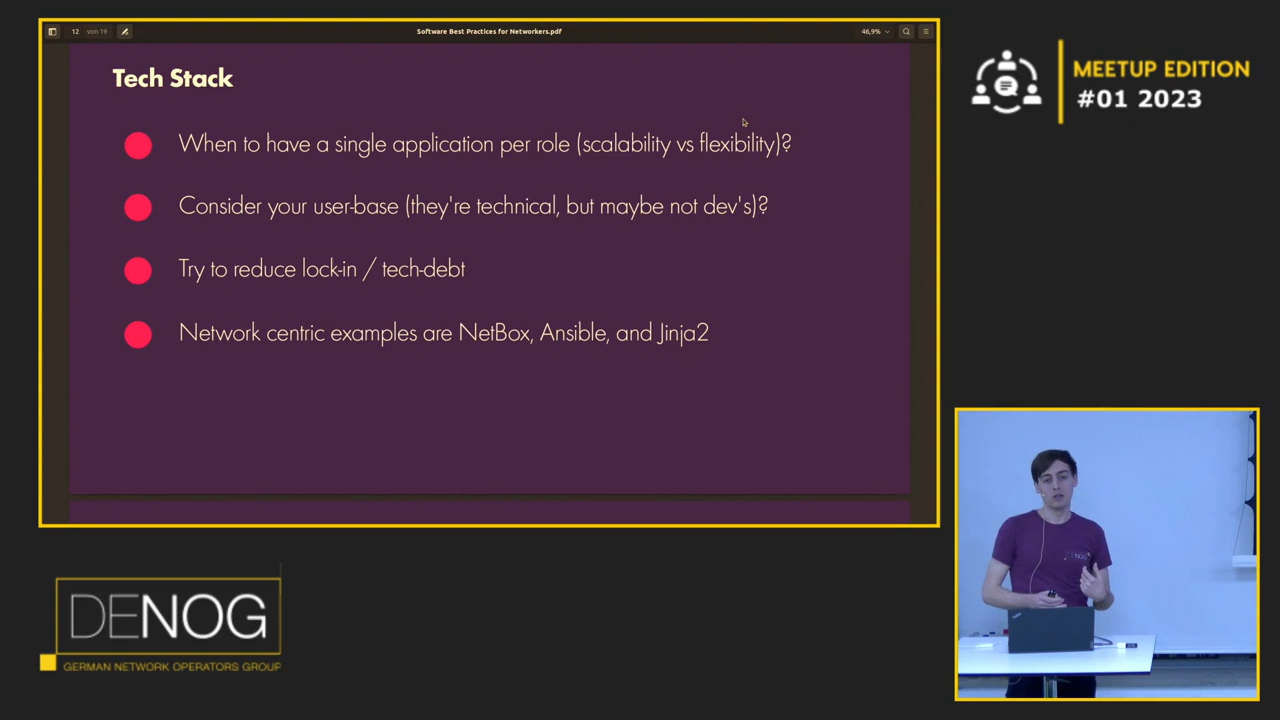 12 von 19
Software Best Practices for Networkers.pdf
46,9%
Tech Stack
When to have a single application per role (scalability vs flexibility)?
Consider your user-base (they're technical, but maybe not dev's)?
Try to reduce lock-in / tech-debt
Network centric examples are NetBox, Ansible, and Jinja2
MEETUP EDITION
#01 2023
DENOG
GERMAN NETWORK OPERATORS GROUP
DENOG